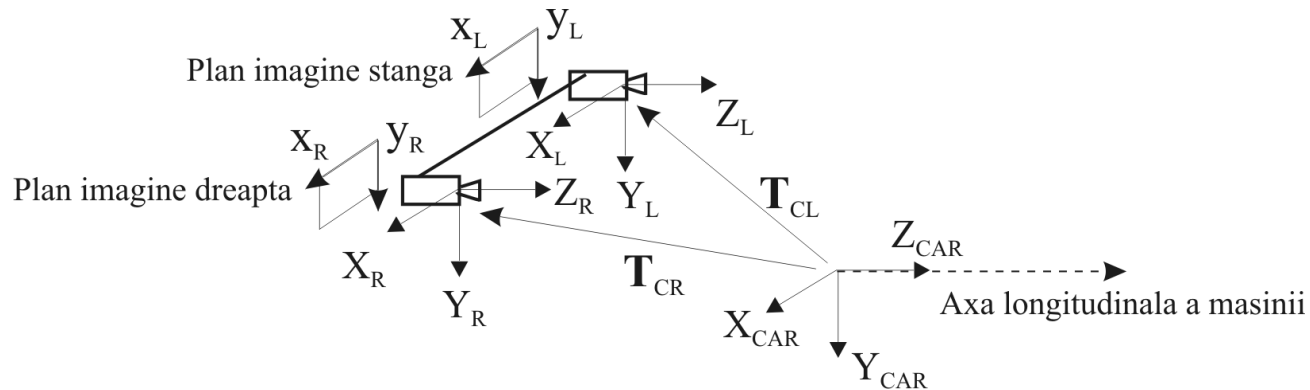 x_L y_L
Plan imagine stanga
Z_L
X_L
Y_L
x_R y_R
Plan imagine dreapta
Z_R
X_R
Y_R
T_CL
T_CR
Z_CAR
Axa longitudinala a masinii
X_CAR
Y_CAR